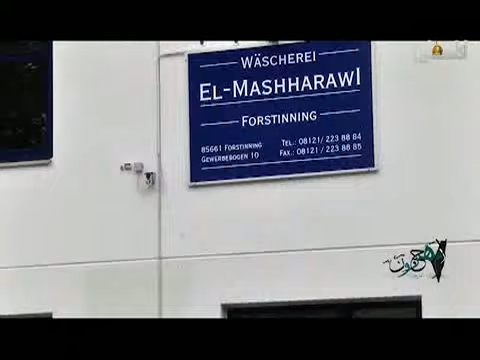 WÄSCHEREI
EL-MASHHARAWI
FORSTINNING
85661 FORSTINNING
GEWERBEBOGEN 10
TEL.: 08121/ 223 88 84
FAX.: 08121 / 223 88 85